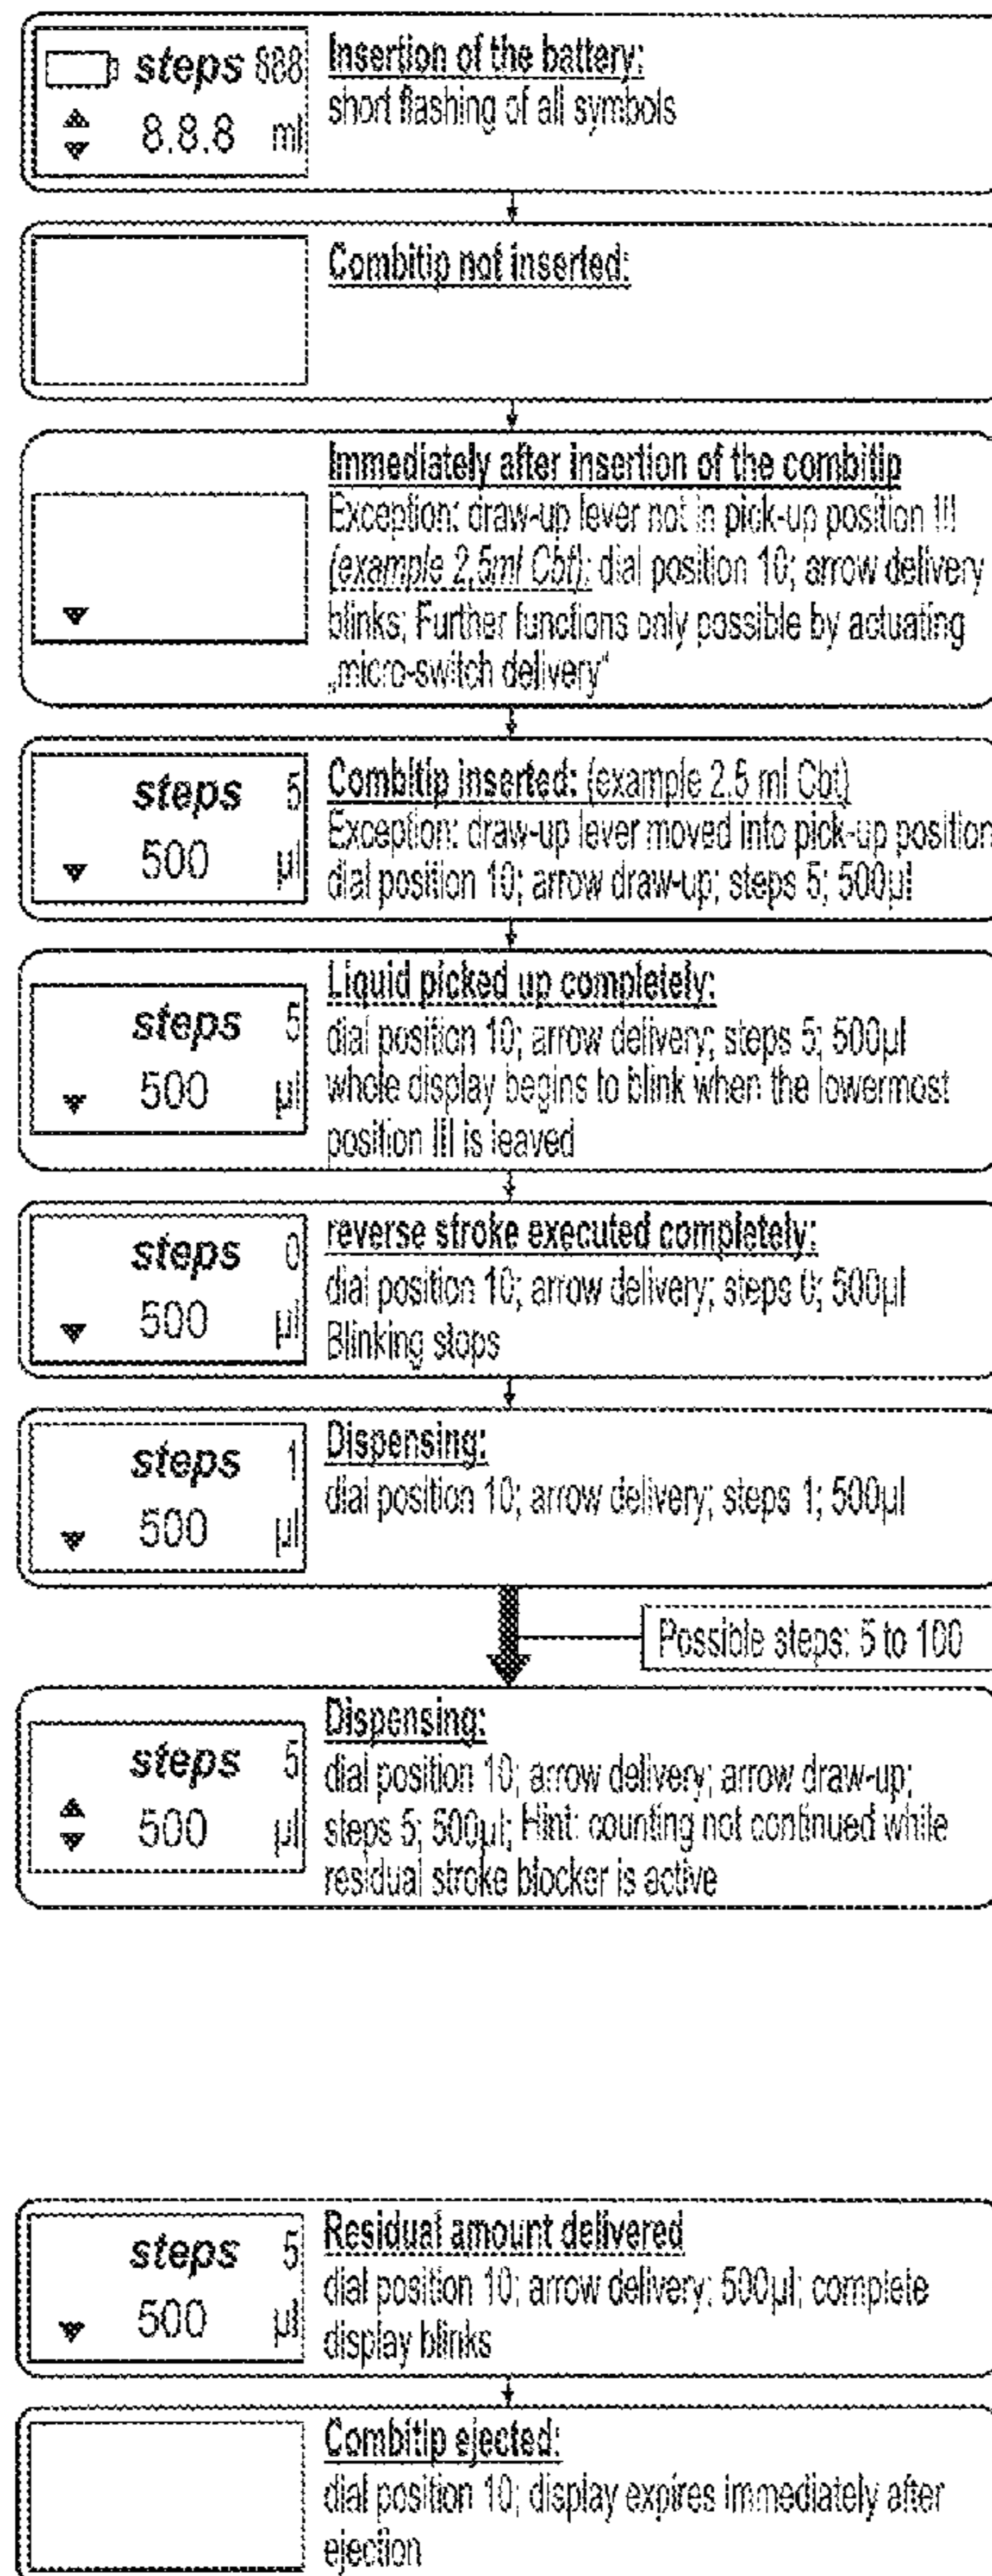 steps 888
8.8.8 ml
Insertion of the battery:
short flashing of all symbols
Combitip not inserted:
Immediately after insertion of the combitip
Exception: draw-up lever not in pick-up position III
(example 2,5ml Cbt): dial position 10; arrow delivery
blinks; Further functions only possible by actuating
„micro-switch delivery“
steps 5
500 µl
Combitip inserted: (example 2.5 ml Cbt)
Exception: draw-up lever moved into pick-up position
dial position 10; arrow draw-up; steps 5; 500µl
steps 5
500 µl
Liquid picked up completely:
dial position 10; arrow delivery; steps 5; 500µl
whole display begins to blink when the lowermost
position III is leaved
steps 0
500 µl
reverse stroke executed completely:
dial position 10; arrow delivery; steps 0; 500µl
Blinking stops
steps 1
500 µl
Dispensing:
dial position 10; arrow delivery; steps 1; 500µl
Possible steps: 5 to 100
steps 5
500 µl
Dispensing:
dial position 10; arrow delivery; arrow draw-up;
steps 5; 500µl; Hint: counting not continued while
residual stroke blocker is active
steps 5
500 µl
Residual amount delivered
dial position 10; arrow delivery; 500µl; complete
display blinks
Combitip ejected:
dial position 10; display expires immediately after
ejection